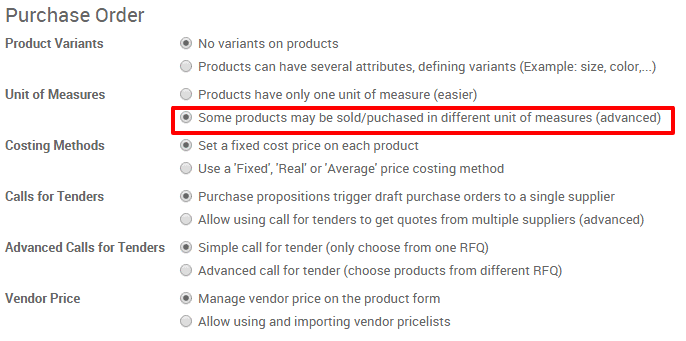 Purchase Order
Product Variants No variants on products
Products can have several attributes, defining variants (Example: size, color,...)
Unit of Measures Products have only one unit of measure (easier)
Some products may be sold/puchased in different unit of measures (advanced)
Costing Methods Set a fixed cost price on each product
Use a 'Fixed', 'Real' or 'Average' price costing method
Calls for Tenders Purchase propositions trigger draft purchase orders to a single supplier
Allow using call for tenders to get quotes from multiple suppliers (advanced)
Advanced Calls for Tenders Simple call for tender (only choose from one RFQ)
Advanced call for tender (choose products from different RFQ)
Vendor Price Manage vendor price on the product form
Allow using and importing vendor pricelists